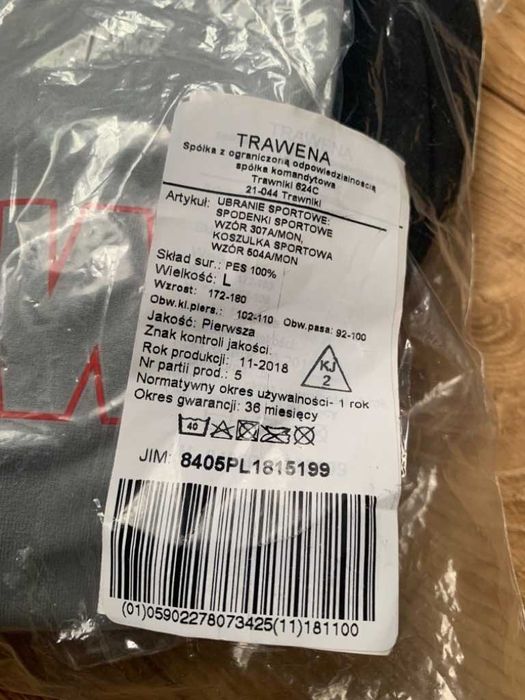 TRAWENA
Spółka z ograniczoną odpowiedzialnością
spółka komandytowa
Trawniki 624C
21-044 Trawniki
Artykuł: UBRANIE SPORTOWE:
SPODENKI SPORTOWE
WZÓR 307A/MON,
KOSZULKA SPORTOWA
WZÓR 504A/MON
Skład sur.: PES 100%
Wielkość: L
Wzrost: 172-180
Obw.kl.piers.: 102-110 Obw.pasa: 92-100
Jakość: Pierwsza
Znak kontroli jakości:
KJ
2
Rok produkcji: 11-2018
Nr partii prod.: 5
Normatywny okres używalności- 1 rok
Okres gwarancji: 36 miesięcy
40
JIM: 8405PL1815199
(01)05902278073425(11)181100